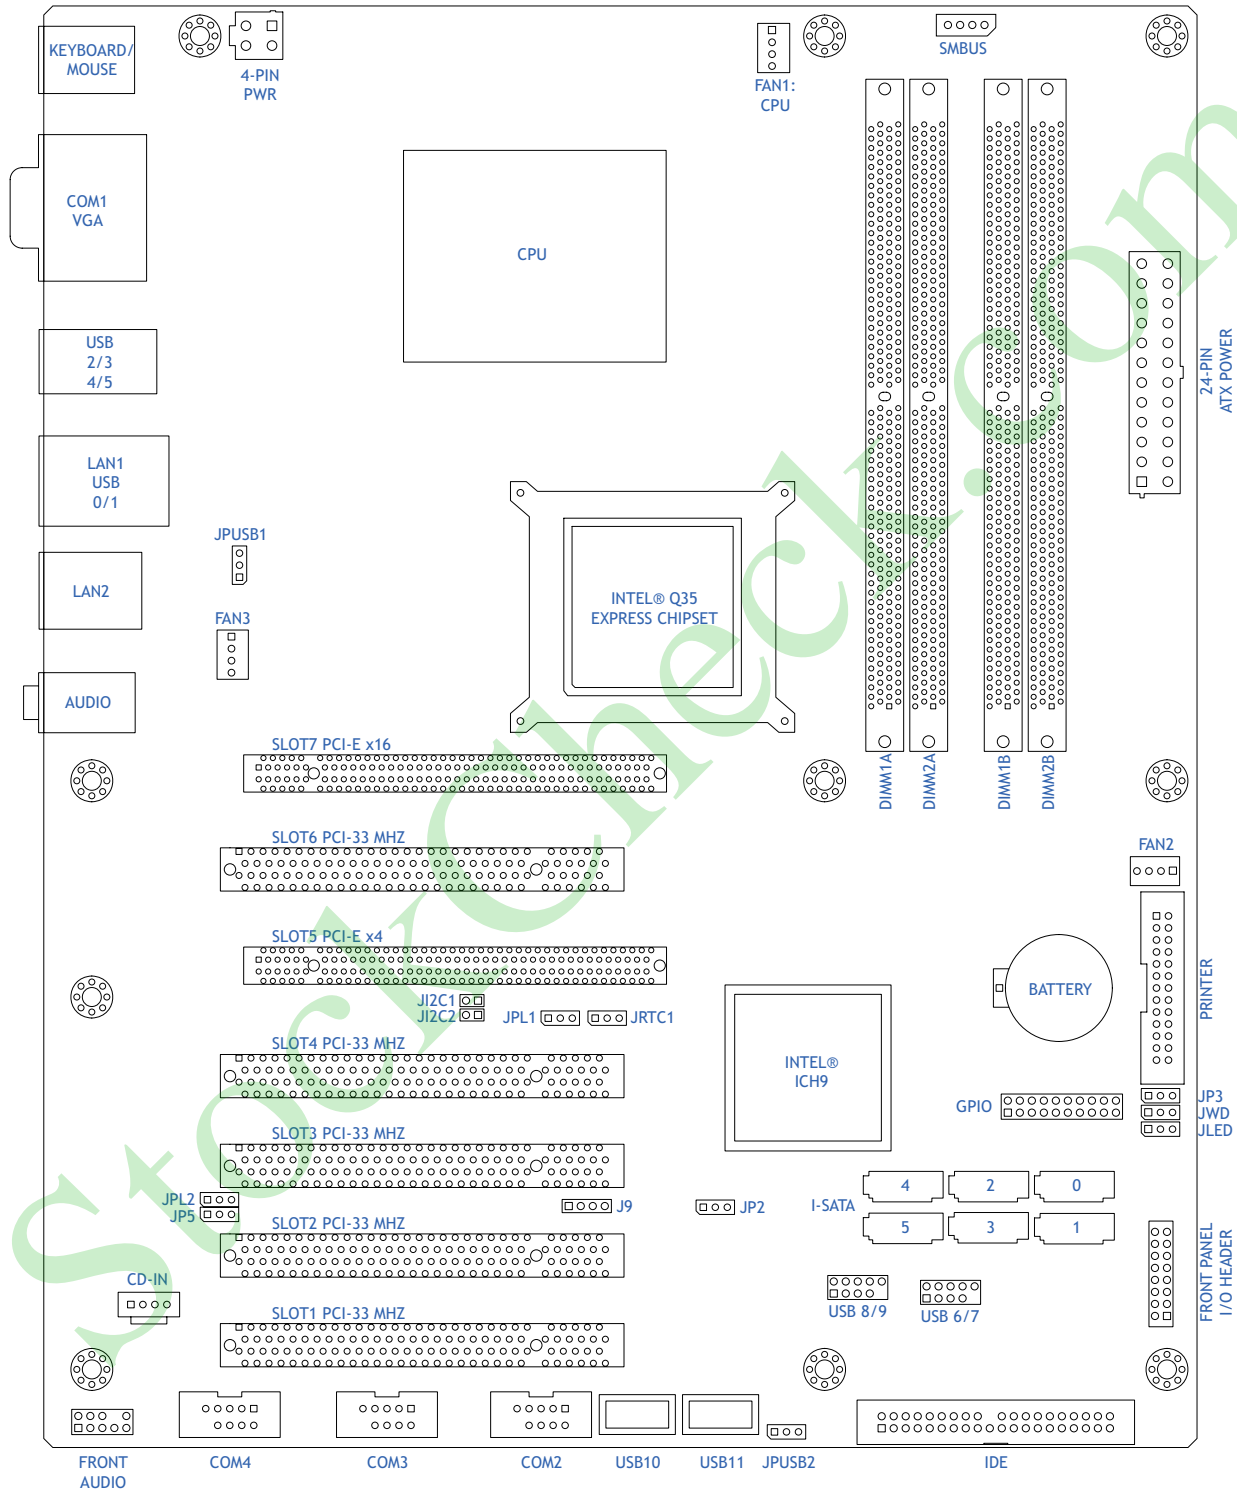 KEYBOARD/
MOUSE
4-PIN
PWR
FAN1:
CPU
SMBUS
COM1
VGA
CPU
USB
2/3
4/5
24-PIN
ATX POWER
LAN1
USB
0/1
JPUSB1
LAN2
INTEL® Q35
EXPRESS CHIPSET
FAN3
AUDIO
SLOT7 PCI-E x16
DIMM1A
DIMM2A
DIMM1B
DIMM2B
SLOT6 PCI-33 MHZ
FAN2
SLOT5 PCI-E x4
BATTERY
PRINTER
JI2C1
JI2C2
JPL1
JRTC1
SLOT4 PCI-33 MHZ
INTEL®
ICH9
GPIO
JP3
JWD
JLED
SLOT3 PCI-33 MHZ
JPL2
JP5
J9
JP2
I-SATA
4
2
0
5
3
1
SLOT2 PCI-33 MHZ
FRONT PANEL
I/O HEADER
CD-IN
USB 8/9
USB 6/7
SLOT1 PCI-33 MHZ
FRONT
AUDIO
COM4
COM3
COM2
USB10
USB11
JPUSB2
IDE
StockCheck.com